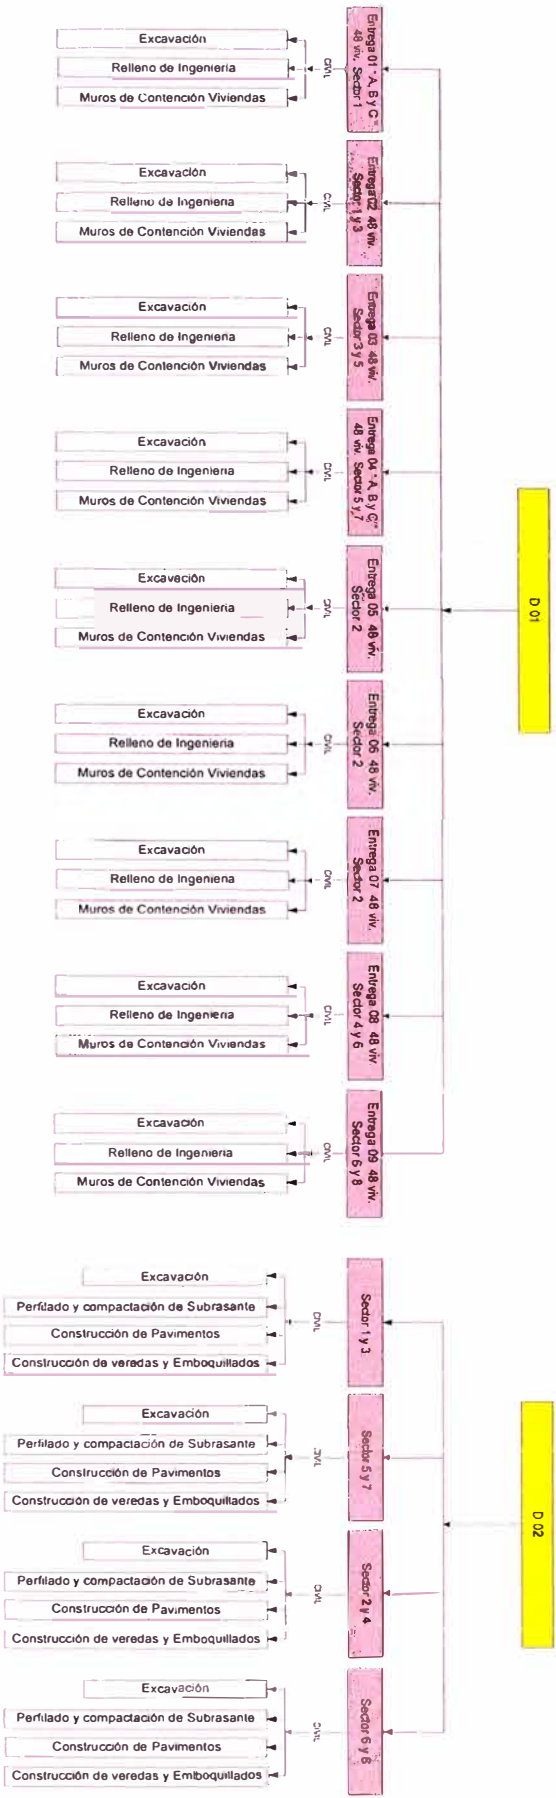 D 01
Entrega 01 "A, B y C"
48 viv. Sector 1
CIVIL
Excavación
Relleno de Ingeniería
Muros de Contención Viviendas
Entrega 02 48 viv.
Sector 1 y 3
CIVIL
Excavación
Relleno de Ingeniería
Muros de Contención Viviendas
Entrega 03 48 viv.
Sector 3 y 5
CIVIL
Excavación
Relleno de Ingeniería
Muros de Contención Viviendas
Entrega 04 "A, B y C"
48 viv. Sector 5 y 7
CIVIL
Excavación
Relleno de Ingeniería
Muros de Contención Viviendas
Entrega 05 48 viv.
Sector 2
CIVIL
Excavación
Relleno de Ingeniería
Muros de Contención Viviendas
Entrega 06 48 viv.
Sector 2
CIVIL
Excavación
Relleno de Ingeniería
Muros de Contención Viviendas
Entrega 07 48 viv.
Sector 2
CIVIL
Excavación
Relleno de Ingeniería
Muros de Contención Viviendas
Entrega 08 48 viv
Sector 4 y 6
CIVIL
Excavación
Relleno de Ingeniería
Muros de Contención Viviendas
Entrega 09 48 viv.
Sector 6 y 8
CIVIL
Excavación
Relleno de Ingeniería
Muros de Contención Viviendas
D 02
Sector 1 y 3
CIVIL
Excavación
Perfilado y compactación de Subrasante
Construcción de Pavimentos
Construcción de veredas y Emboquillados
Sector 5 y 7
CIVIL
Excavación
Perfilado y compactación de Subrasante
Construcción de Pavimentos
Construcción de veredas y Emboquillados
Sector 2 y 4
CIVIL
Excavación
Perfilado y compactación de Subrasante
Construcción de Pavimentos
Construcción de veredas y Emboquillados
Sector 6 y
CIVIL
Excavación
Perfilado y compactación de Subrasante
Construcción de Pavimentos
Construcción de veredas y Emboquillados